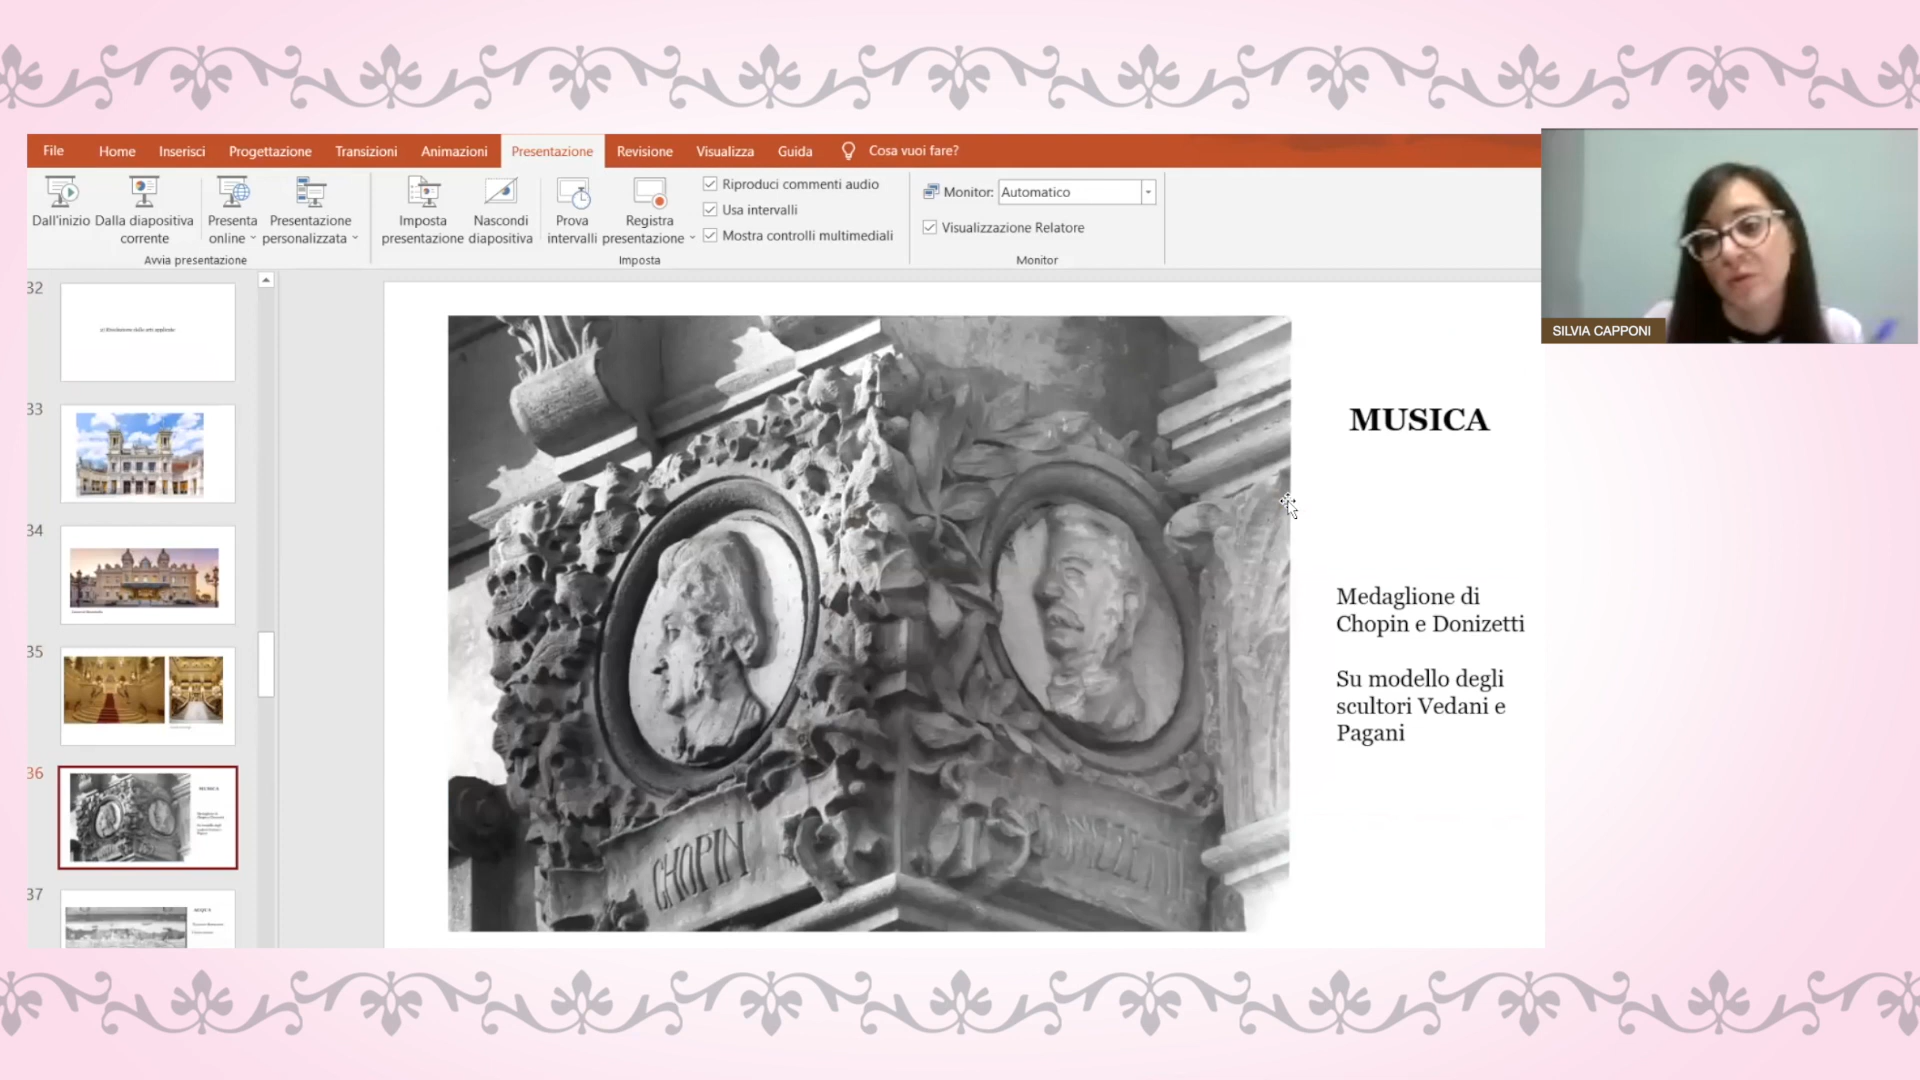 File Home Inserisci Progettazione Transizioni Animazioni Presentazione Revisione Visualizza Guida Cosa vuoi fare?
Dall'inizio
Dalla diapositiva
corrente
Presenta
online
Presentazione
personalizzata
Avvia presentazione
Imposta
presentazione
Nascondi
diapositiva
Prova
intervalli
Registra
presentazione
Riproduci commenti audio
Usa intervalli
Mostra controlli multimediali
Imposta
Monitor: Automatico
Visualizzazione Relatore
Monitor
SILVIA CAPPONI
32
33
34
35
36
MUSICA
37
ACQUA
MUSICA
Medaglione di
Chopin e Donizetti
Su modello degli
scultori Vedani e
Pagani
CHOPIN